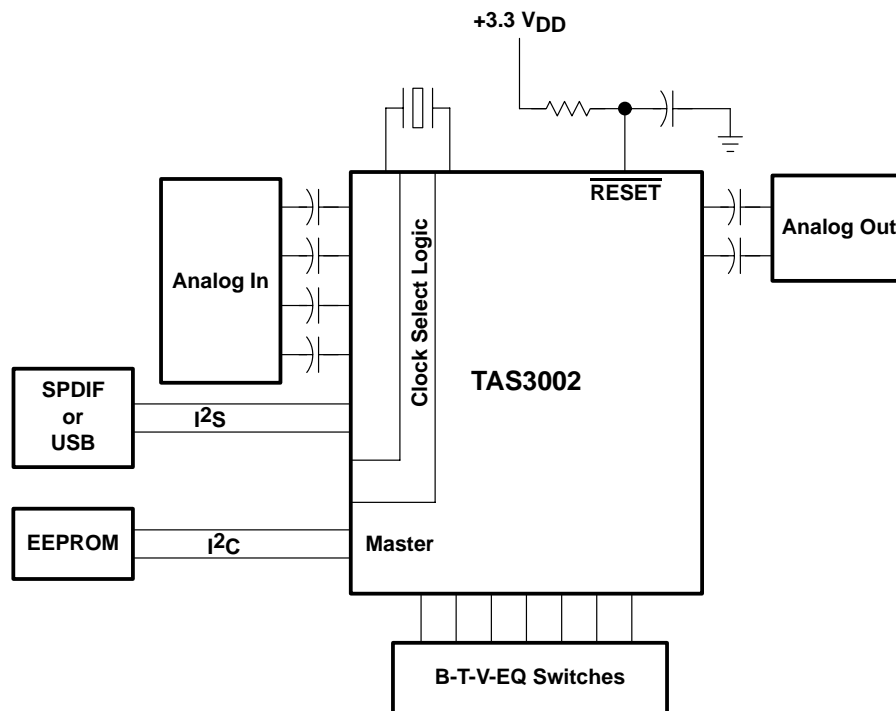 +3.3 VDD
RESET
Analog In
Analog Out
Clock Select Logic
TAS3002
SPDIF
or
USB
I2S
EEPROM
I2C
Master
B-T-V-EQ Switches